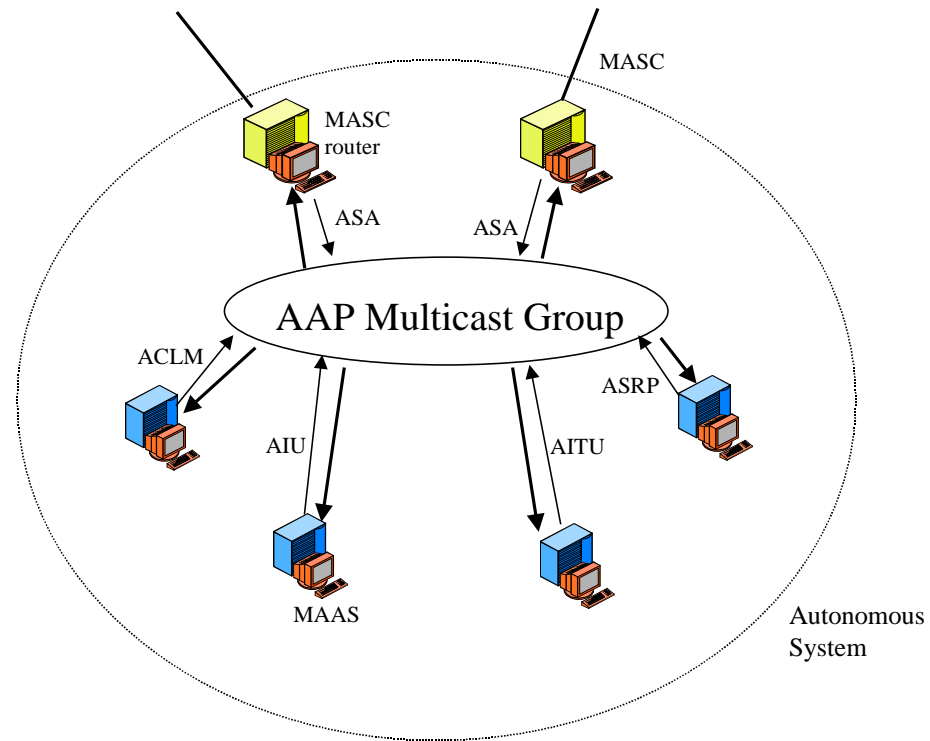 MASC
MASC
router
ASA
ASA
AAP Multicast Group
ACLM
ASRP
AIU
AITU
MAAS
Autonomous
System